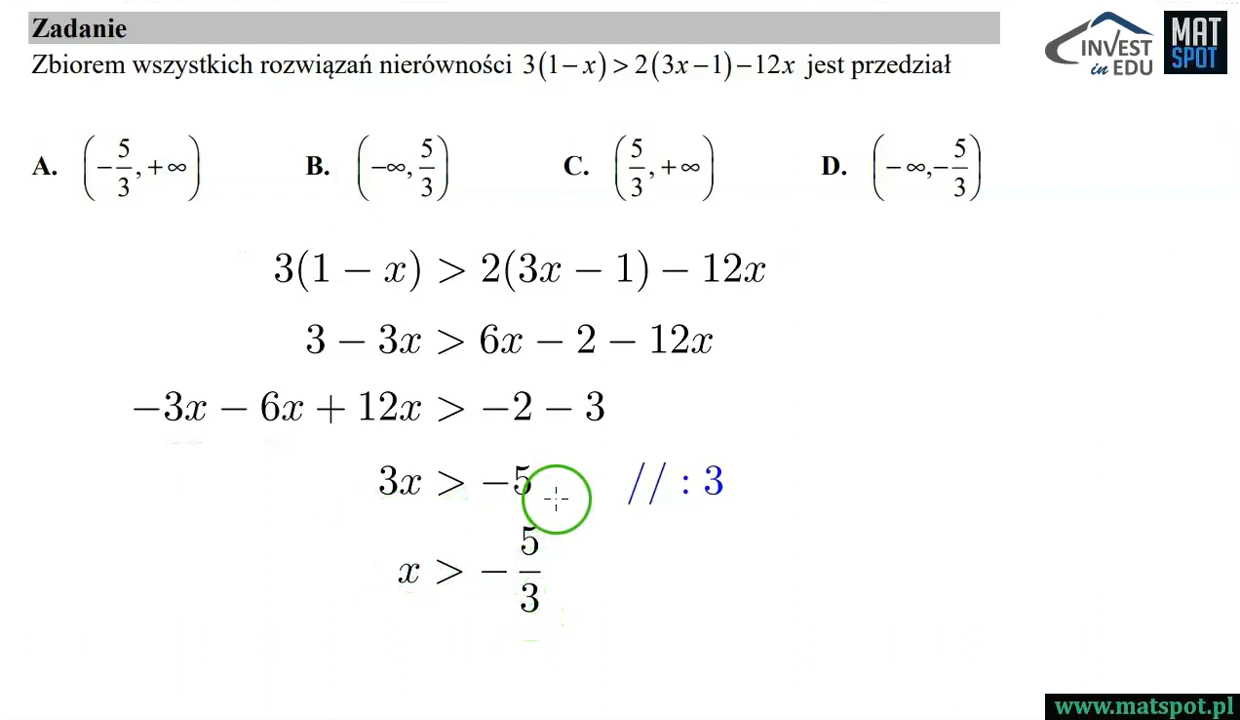 Zadanie
INVEST in EDU
MAT SPOT
Zbiorem wszystkich rozwiązań nierówności 3(1−x)>2(3x−1)−12x jest przedział
A. (−5/3,+∞) B. (−∞,5/3) C. (5/3,+∞) D. (−∞,−5/3)
3(1 − x) > 2(3x − 1) − 12x
3 − 3x > 6x − 2 − 12x
−3x − 6x + 12x > −2 − 3
3x > −5 // : 3
x > −5/3
www.matspot.pl